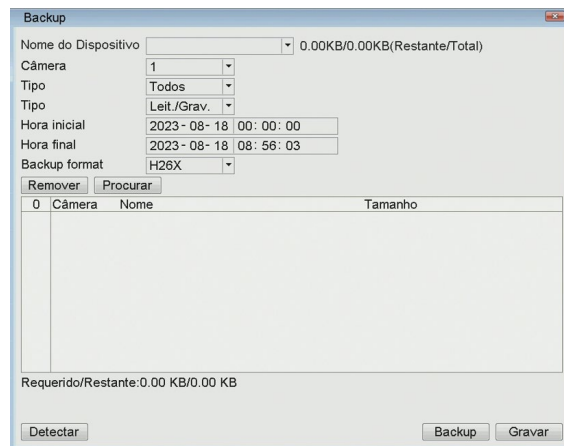 Backup
Nome do Dispositivo 0.00KB/0.00KB(Restante/Total)
Câmera 1
Tipo Todos
Tipo Leit./Grav.
Hora inicial 2023-08-18 00:00:00
Hora final 2023-08-18 08:56:03
Backup format H26X
Remover Procurar
0 Câmera Nome Tamanho
Requerido/Restante:0.00 KB/0.00 KB
Detectar Backup Gravar